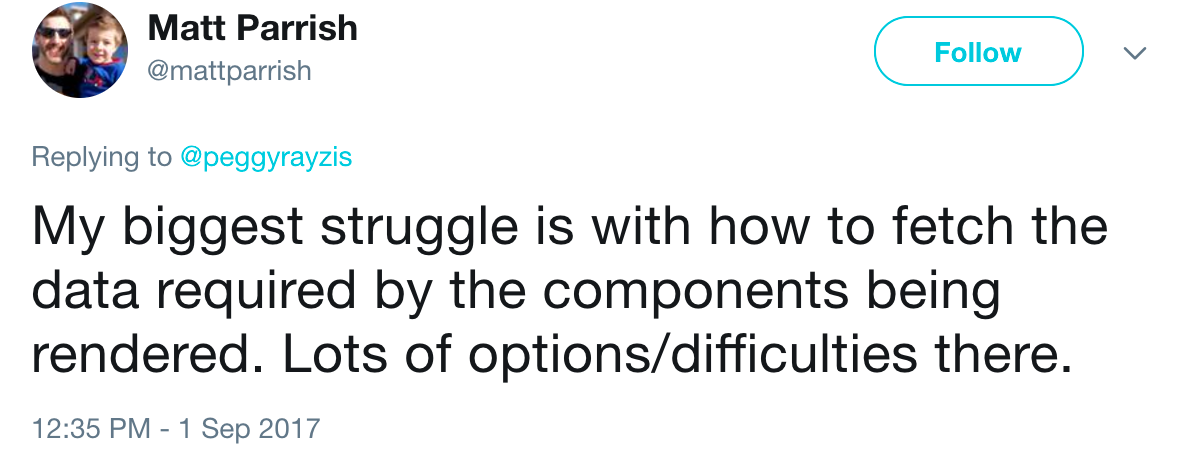 Matt Parrish
@mattparrish
Follow
Replying to @peggyrayzis
My biggest struggle is with how to fetch the
data required by the components being
rendered. Lots of options/difficulties there.
12:35 PM - 1 Sep 2017